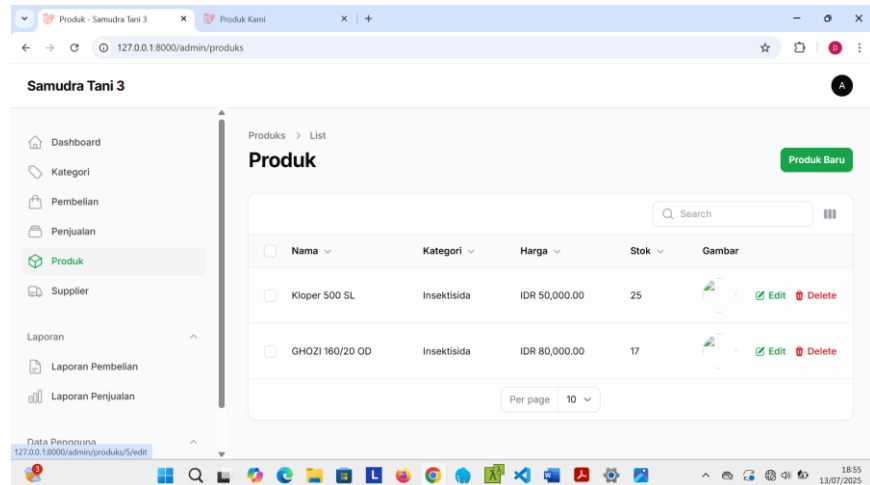 Produk - Samudra Tani 3
Produk Kami
127.0.0.1:8000/admin/produks
D
Samudra Tani 3
A
Dashboard
Kategori
Pembelian
Penjualan
Produk
Supplier
Laporan
Laporan Pembelian
Laporan Penjualan
Data Pengguna
Produks > List
Produk
Produk Baru
Search
Nama Kategori Harga Stok Gambar
Kloper 500 SL Insektisida IDR 50,000.00 25 Edit Delete
GHOZI 160/20 OD Insektisida IDR 80,000.00 17 Edit Delete
Per page 10
127.0.0.1:8000/admin/produks/5/edit
3
L
18:55
13/07/2025